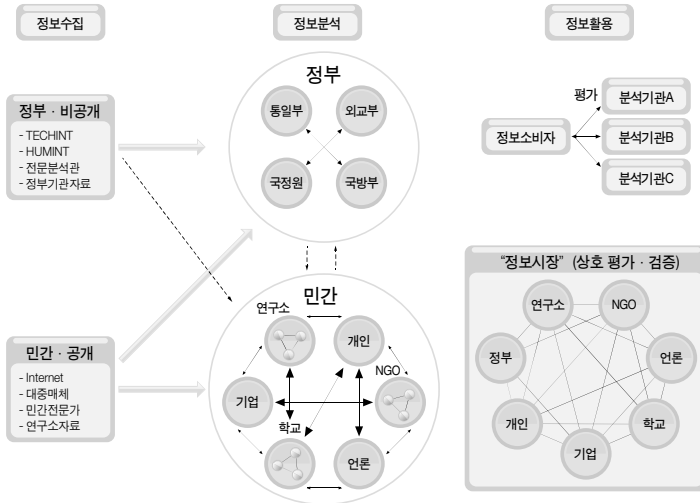 정보수집
정보분석
정보활용
정부 · 비공개
- TECHINT
- HUMINT
- 전문분석관
- 정부기관자료
민간 · 공개
- Internet
- 대중매체
- 민간전문가
- 연구소자료
정부
통일부
외교부
국정원
국방부
민간
연구소
개인
기업
NGO
학교
언론
평가
정보소비자
분석기관A
분석기관B
분석기관C
“정보시장” (상호 평가 · 검증)
연구소
NGO
정부
언론
개인
학교
기업